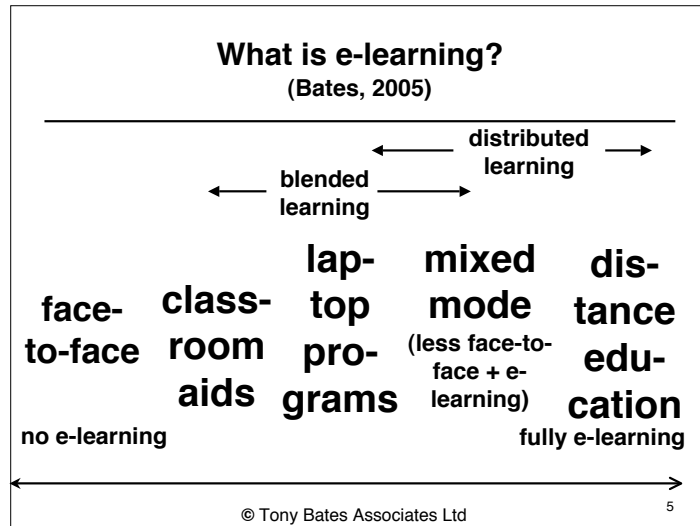 What is e-learning?
(Bates, 2005)
distributed
learning
blended
learning
face-
to-face
class-
room
aids
lap-
top
pro-
grams
mixed
mode
(less face-to-
face + e-
learning)
dis-
tance
edu-
cation
no e-learning
fully e-learning
© Tony Bates Associates Ltd
5